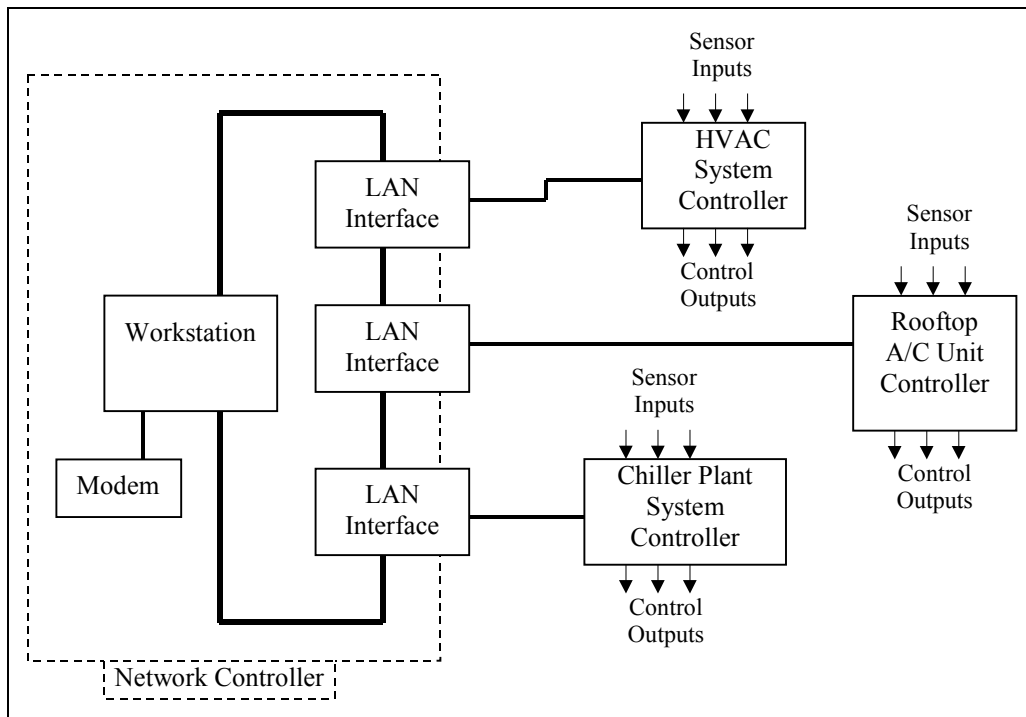 Sensor
Inputs
HVAC
System
Controller
Control
Outputs
LAN
Interface
Sensor
Inputs
Rooftop
A/C Unit
Controller
Control
Outputs
Workstation
LAN
Interface
Modem
Sensor
Inputs
Chiller Plant
System
Controller
Control
Outputs
LAN
Interface
Network Controller